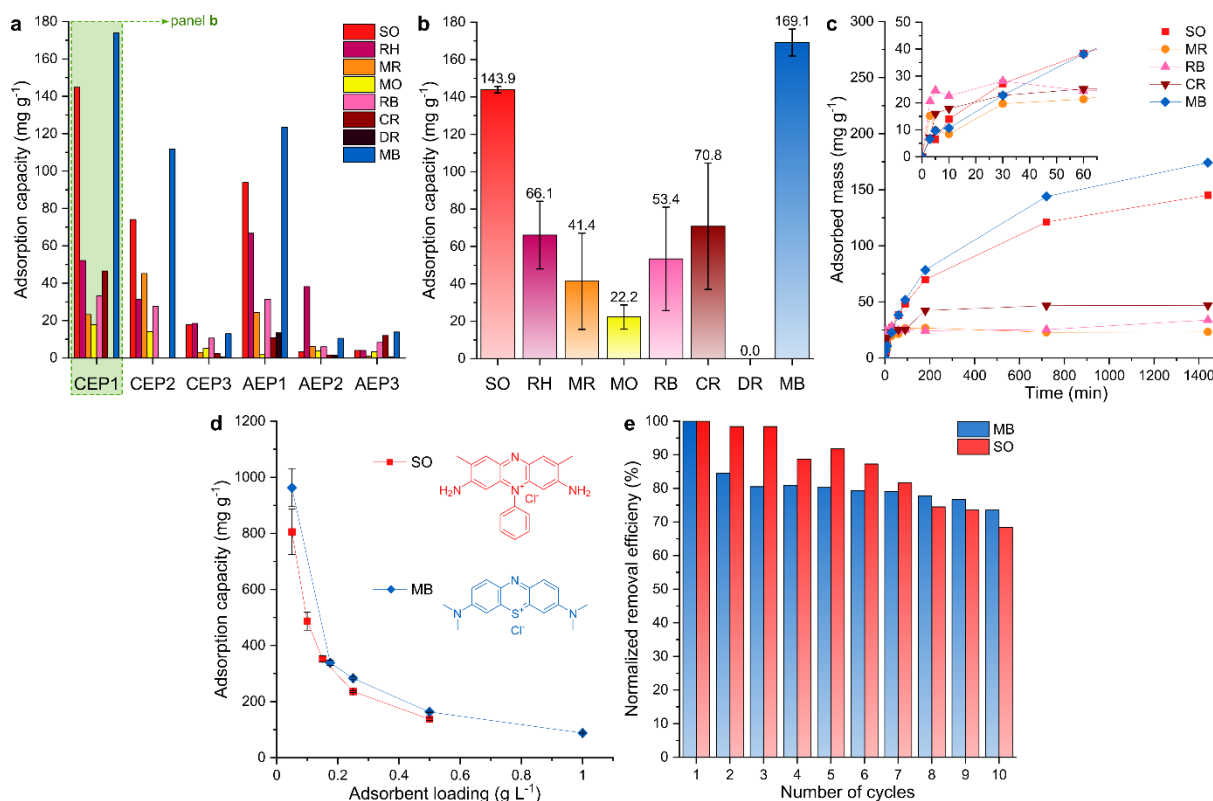 a
panel b
Adsorption capacity (mg g⁻¹)
180
160
140
120
100
80
60
40
20
0
CEP1 CEP2 CEP3 AEP1 AEP2 AEP3
SO
RH
MR
MO
RB
CR
DR
MB
b
Adsorption capacity (mg g⁻¹)
180
160
140
120
100
80
60
40
20
0
143.9
66.1
41.4
22.2
53.4
70.8
0.0
169.1
SO RH MR MO RB CR DR MB
c
Adsorbed mass (mg g⁻¹)
300
250
200
150
100
50
0
0 200 400 600 800 1000 1200 1400
Time (min)
50
40
30
20
10
0
0 10 20 30 40 50 60
SO
MR
RB
CR
MB
d
Adsorption capacity (mg g⁻¹)
1200
1000
800
600
400
200
0
0 0.2 0.4 0.6 0.8 1
Adsorbent loading (g L⁻¹)
SO
N
H₂N
N⁺
Cl⁻
NH₂
MB
N
N
S⁺
N
Cl⁻
e
Normalized removal efficieny (%)
100
90
80
70
60
50
40
30
20
10
0
1 2 3 4 5 6 7 8 9 10
Number of cycles
MB
SO